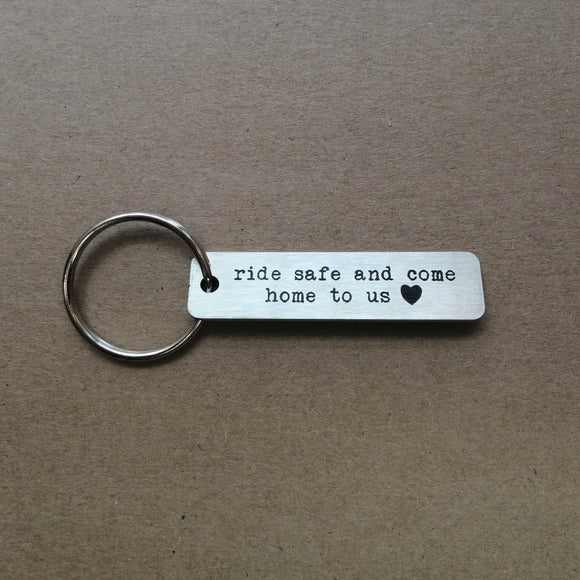 ride safe and come
home to us ♥